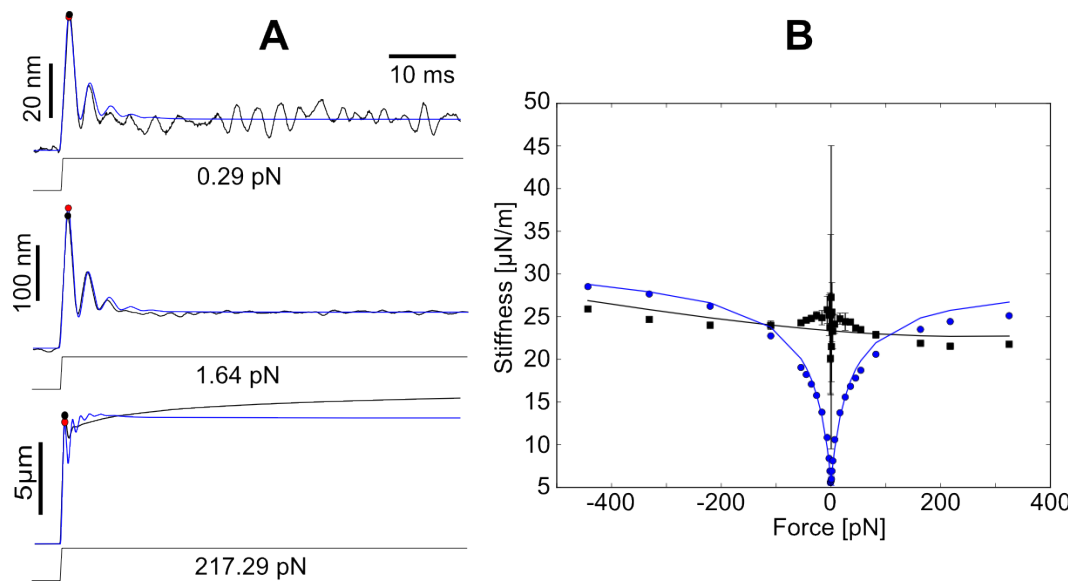 A
10 ms
20 nm
0.29 pN
100 nm
1.64 pN
5µm
217.29 pN
B
Stiffness [µN/m]
50
45
40
35
30
25
20
15
10
5
-400 -200 0 200 400
Force [pN]